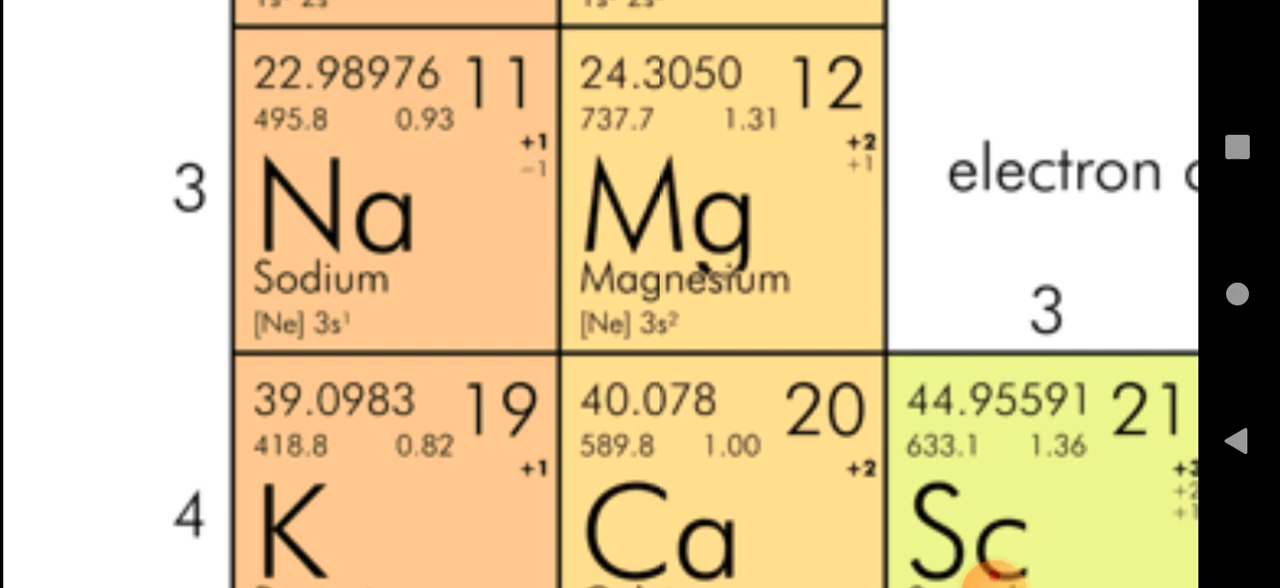 22.98976 11
495.8 0.93
+1
−1
Na
Sodium
[Ne] 3s¹
24.3050 12
737.7 1.31
+2
+1
Mg
Magnesium
[Ne] 3s²
3
electron
3
39.0983 19
418.8 0.82
+1
K
40.078 20
589.8 1.00
+2
Ca
44.95591 21
633.1 1.36
+2
+1
Sc
4